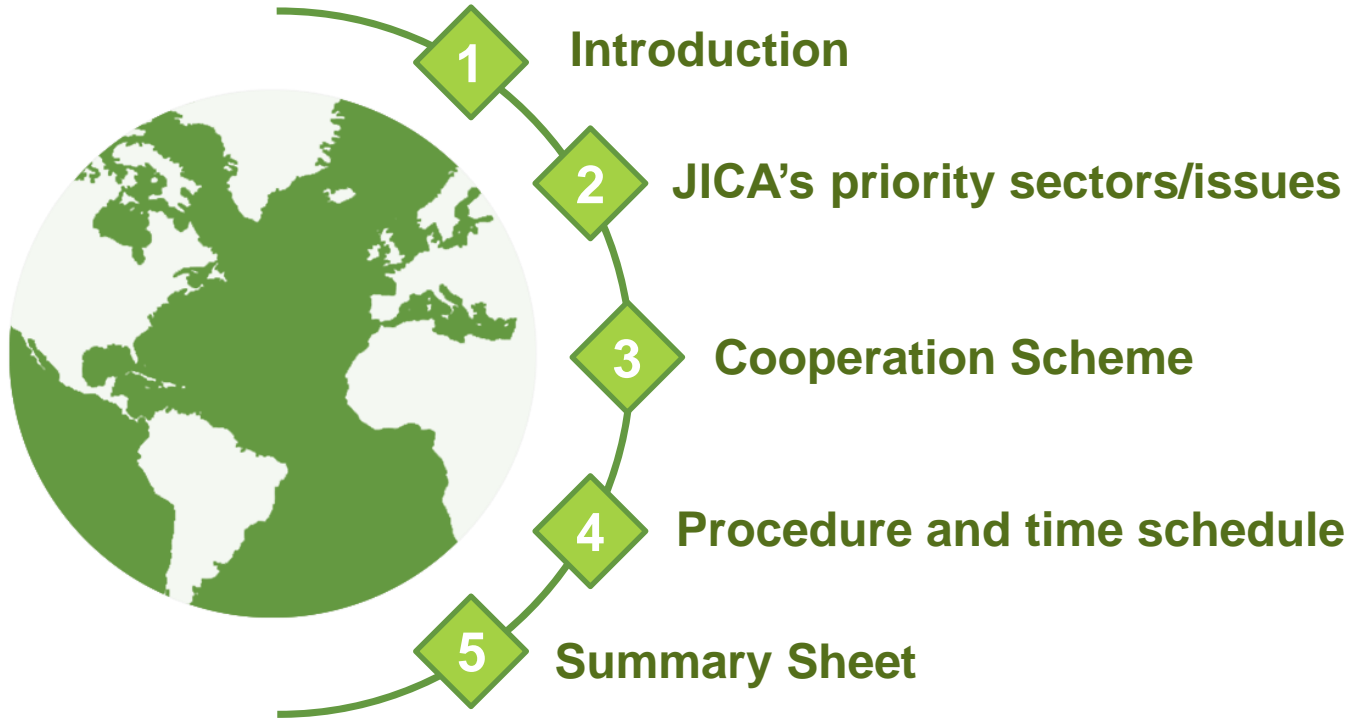 1 Introduction
2 JICA’s priority sectors/issues
3 Cooperation Scheme
4 Procedure and time schedule
5 Summary Sheet